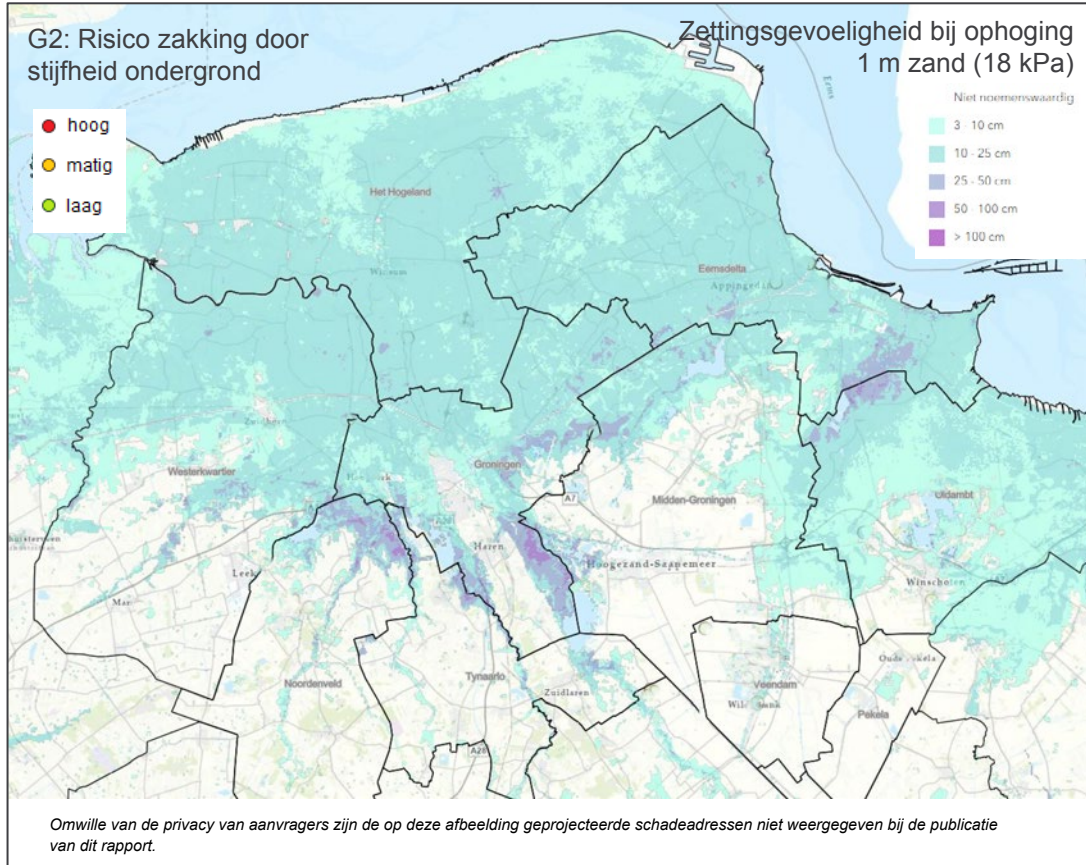 G2: Risico zakking door
stijfheid ondergrond
hoog
matig
laag
Zettingsgevoeligheid bij ophoging
1 m zand (18 kPa)
Niet noemenswaardig
3 - 10 cm
10 - 25 cm
25 - 50 cm
50 - 100 cm
> 100 cm
Eems
Het Hogeland
Eemsdelta
Westerkwartier
Groningen
A7
Midden-Groningen
Oldambt
Haren
Hoogezand-Sappemeer
Leek
Winschoten
Noordenveld
Tynaarlo
Zuidlaren
Veendam
Pekela
A28
Omwille van de privacy van aanvragers zijn de op deze afbeelding geprojecteerde schadeadressen niet weergegeven bij de publicatie
van dit rapport.